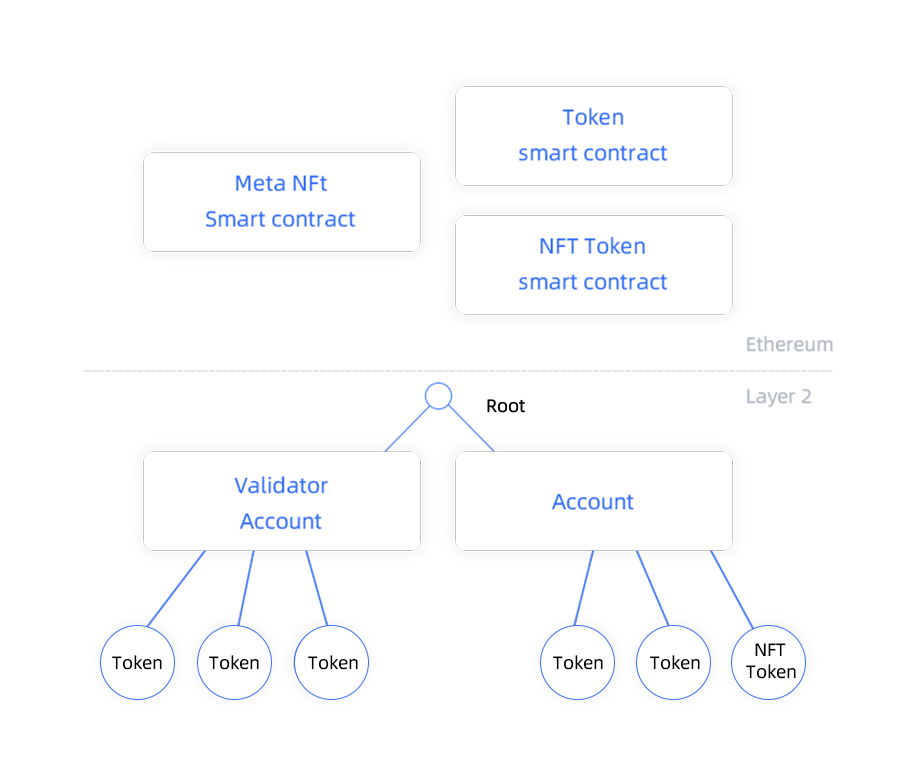 Token
smart contract
Meta NFt
Smart contract
NFT Token
smart contract
Ethereum
Layer 2
Root
Validator
Account
Account
Token
Token
Token
Token
Token
NFT
Token